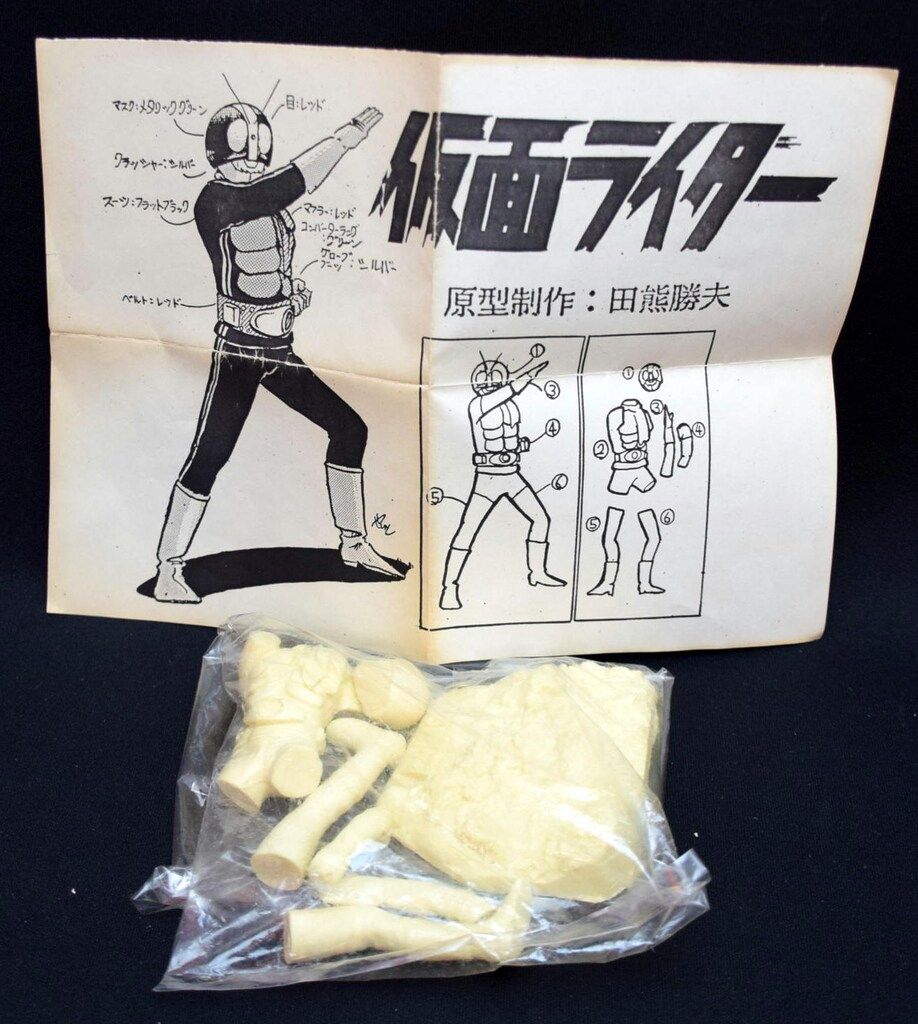 マスク:メタリックグリーン
目:レッド
クラッシャー:シルバー
スーツ:フラットブラック
マフラー:レッド
コンバーターラング
:グリーン
グローブ
ブーツ:シルバー
ベルト:レッド
仮面ライダー
原型制作:田熊勝夫
①
③
④
⑤
⑥
①
②
③
④
⑤
⑥